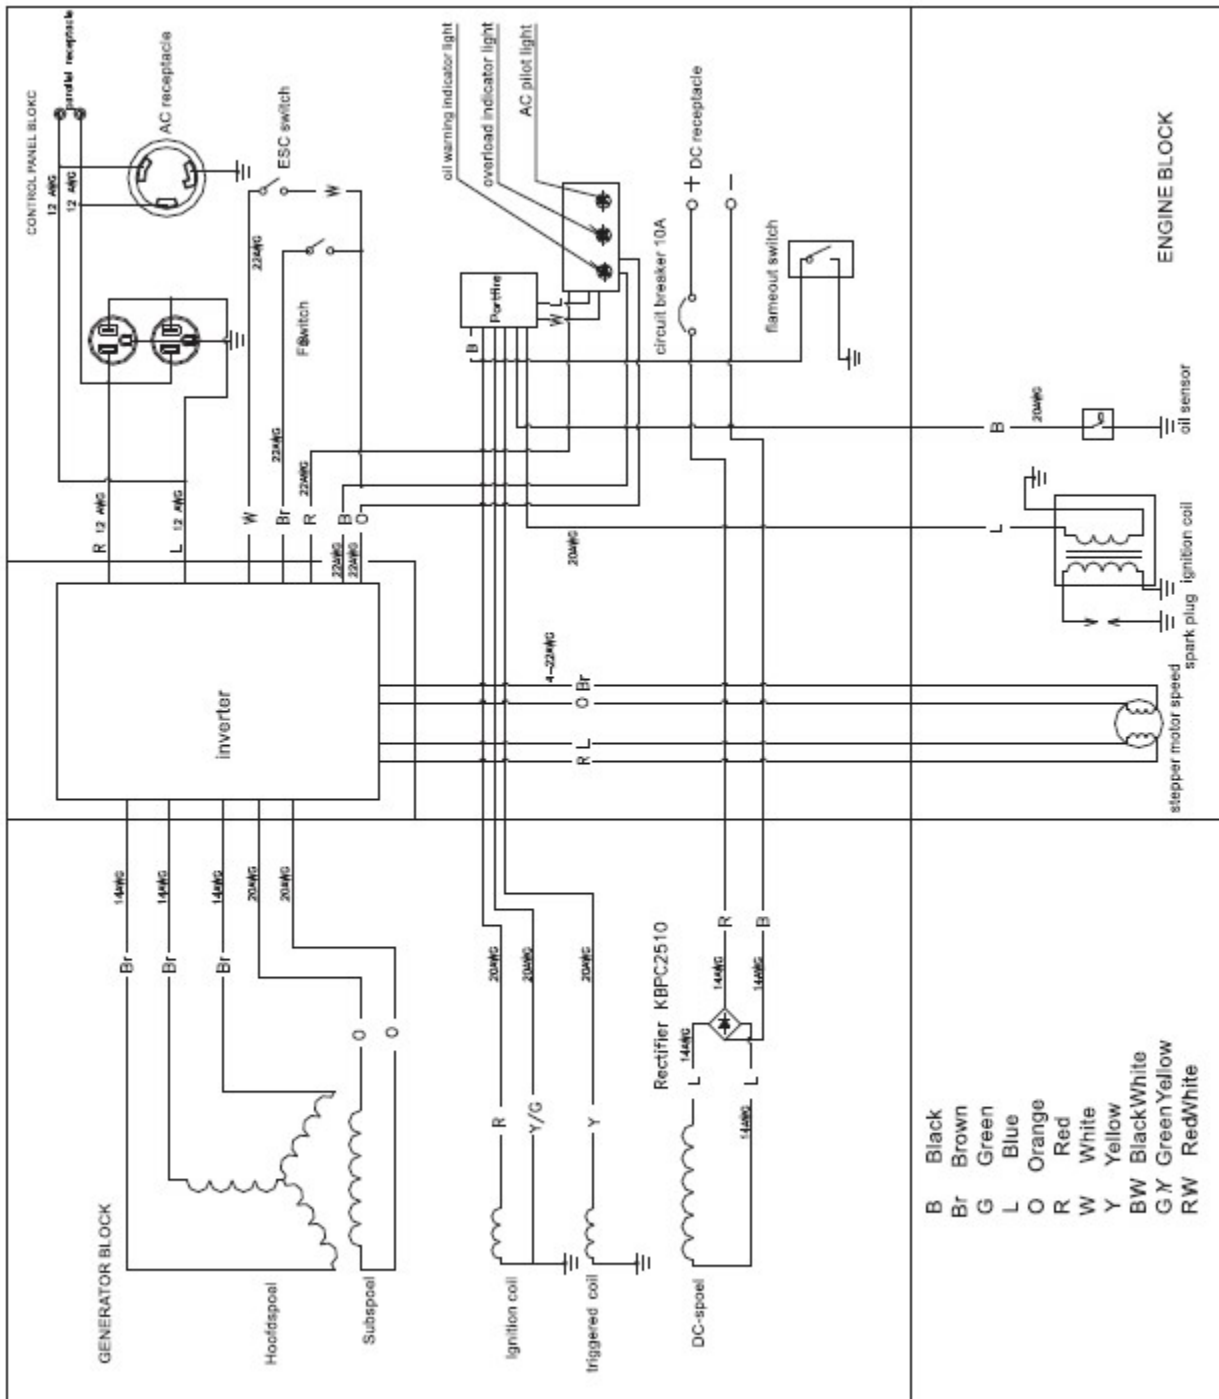 GENERATOR BLOCK
Hoofdspoel
Subspoel
Ignition coil
triggered coil
DC-spoel
Br
14AWG
Br
14AWG
Br
14AWG
20AWG
20AWG
O
O
R
20AWG
Y/G
20AWG
Y
20AWG
Rectifier KBPC2510
L
14AWG
L
14AWG
R
14AWG
B
14AWG
inverter
R
L
O
Br
4-22AWG
CONTROL PANEL BLOKC
12 AWG
12 AWG
parallel receptacle
AC receptacle
R
12 AWG
L
12 AWG
W
22AWG
Br
22AWG
R
22AWG
B
22AWG
O
22AWG
ESC switch
W
oil warning indicator light
overload indicator light
AC pilot light
Portfire
B
W
L
20AWG
circuit breaker 10A
DC receptacle
+
−
flameout switch
ENGINE BLOCK
B
20AWG
oil sensor
L
ignition coil
spark plug
stepper motor speed
B Black
Br Brown
G Green
L Blue
O Orange
R Red
W White
Y Yellow
BW BlackWhite
G/Y GreenYellow
RW RedWhite